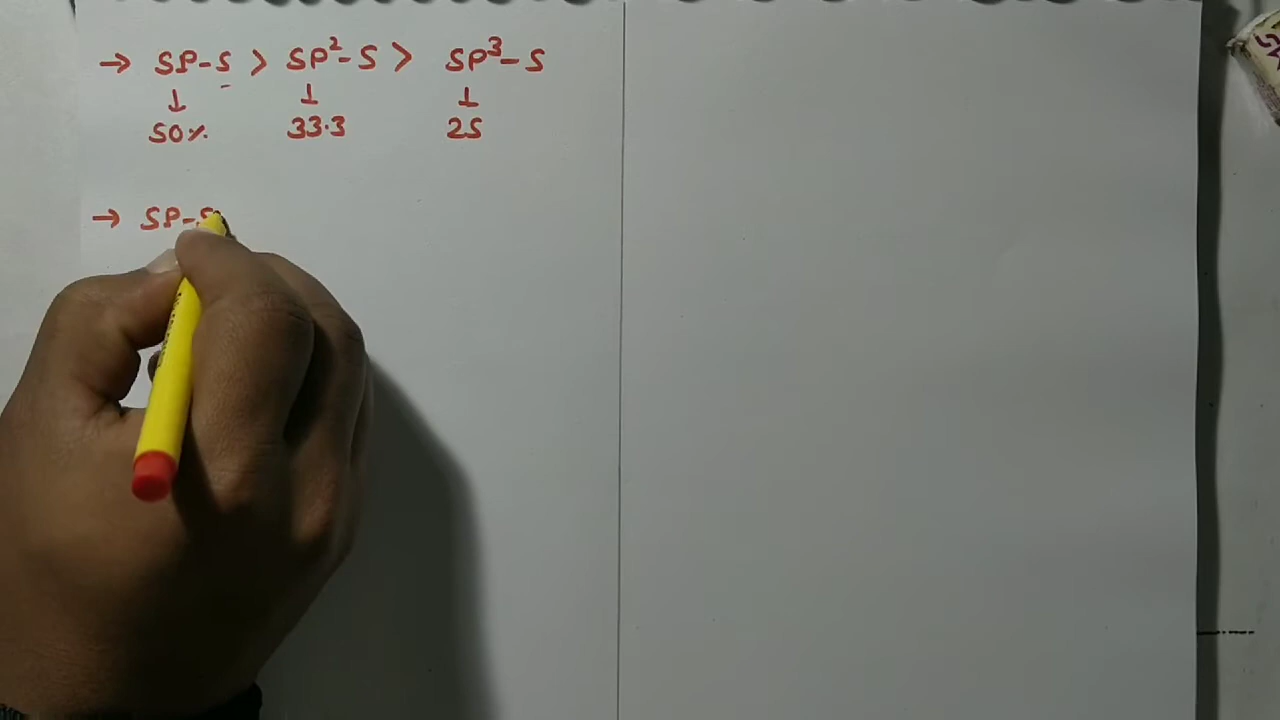 → SP-S > SP²-S > SP³-S
↓ ↓ ↓
50% 33.3 25
→ SP-S